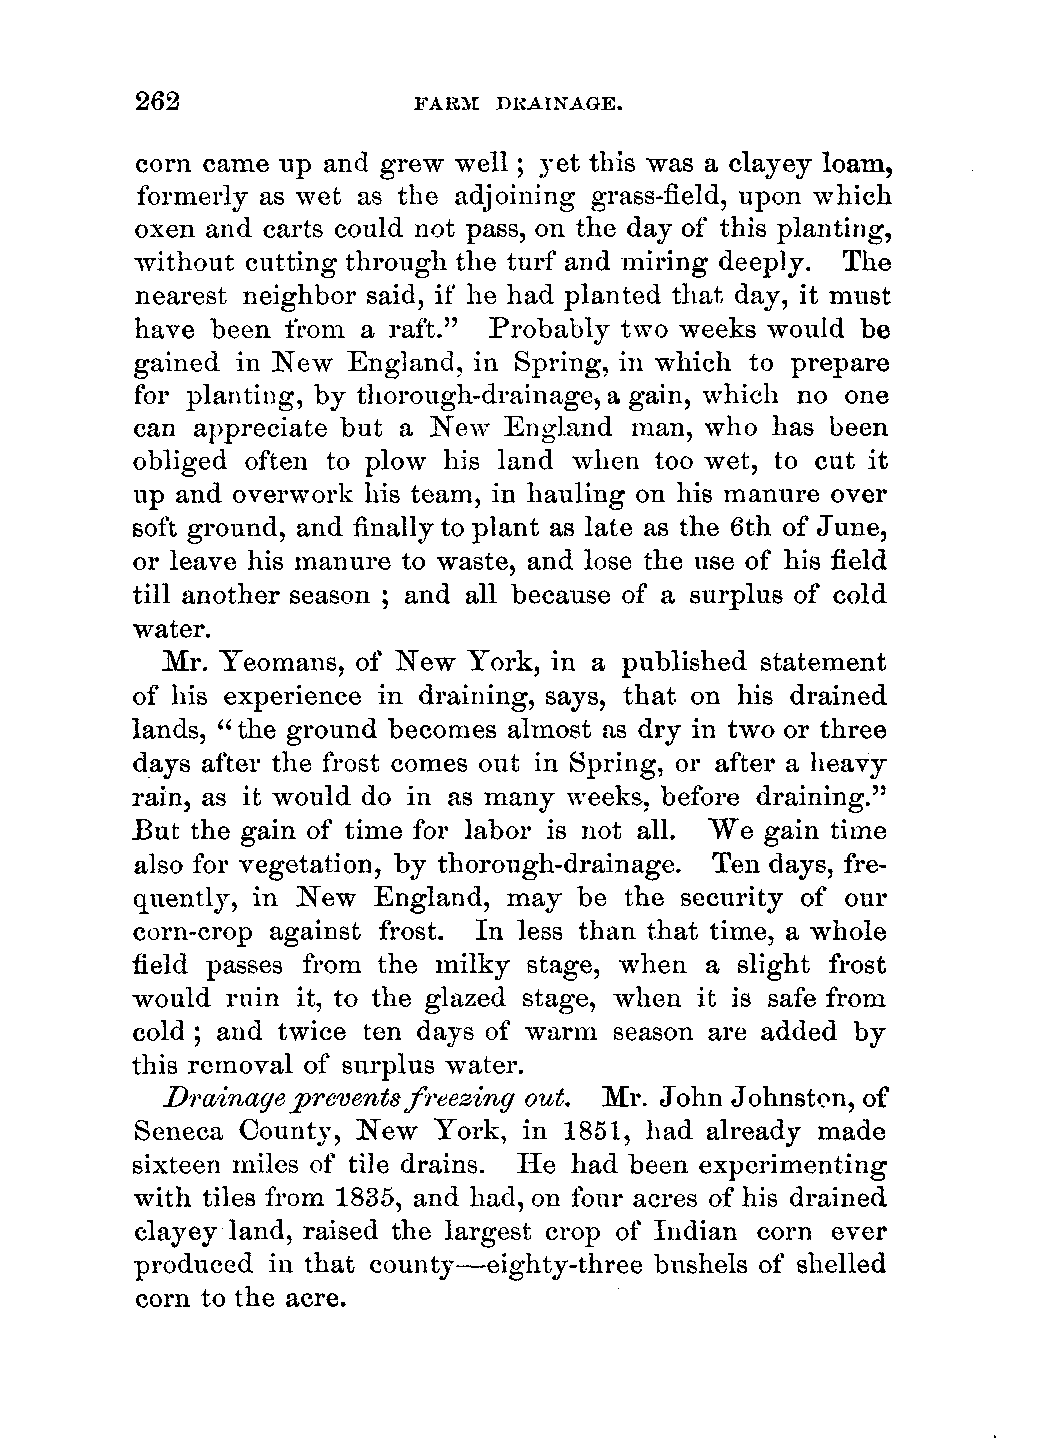 262 FARM DRAINAGE.
corn came up and grew well ; yet this was a clayey loam,
formerly as wet as the adjoining grass-field, upon which
oxen and carts could not pass, on the day of this planting,
without cutting through the turf and miring deeply. The
nearest neighbor said, if he had planted that day, it must
have been from a raft.” Probably two weeks would be
gained in New England, in Spring, in which to prepare
for planting, by thorough-drainage, a gain, which no one
can appreciate but a New England man, who has been
obliged often to plow his land when too wet, to cut it
up and overwork his team, in hauling on his manure over
soft ground, and finally to plant as late as the 6th of June,
or leave his manure to waste, and lose the use of his field
till another season ; and all because of a surplus of cold
water.
Mr. Yeomans, of New York, in a published statement
of his experience in draining, says, that on his drained
lands, “the ground becomes almost as dry in two or three
days after the frost comes out in Spring, or after a heavy
rain, as it would do in as many weeks, before draining.”
But the gain of time for labor is not all. We gain time
also for vegetation, by thorough-drainage. Ten days, fre-
quently, in New England, may be the security of our
corn-crop against frost. In less than that time, a whole
field passes from the milky stage, when a slight frost
would ruin it, to the glazed stage, when it is safe from
cold ; and twice ten days of warm season are added by
this removal of surplus water.
Drainage prevents freezing out. Mr. John Johnston, of
Seneca County, New York, in 1851, had already made
sixteen miles of tile drains. He had been experimenting
with tiles from 1835, and had, on four acres of his drained
clayey land, raised the largest crop of Indian corn ever
produced in that county—eighty-three bushels of shelled
corn to the acre.